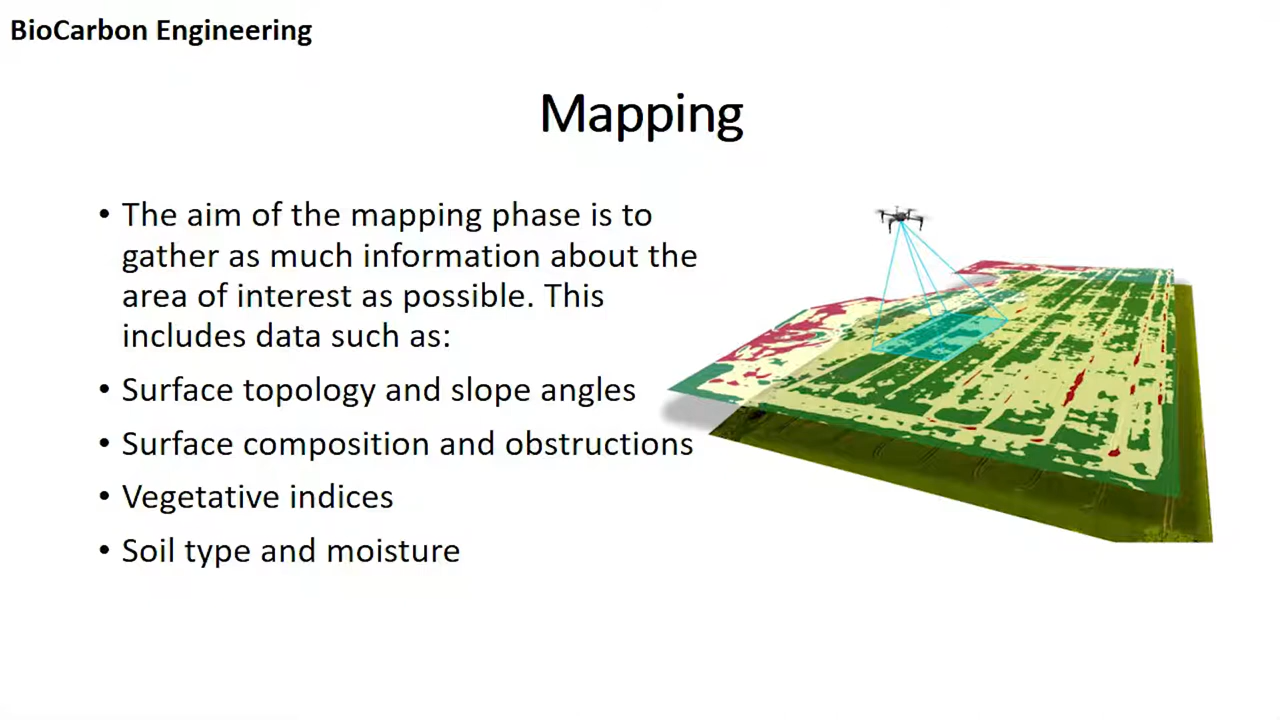 BioCarbon Engineering
Mapping
• The aim of the mapping phase is to
gather as much information about the
area of interest as possible. This
includes data such as:
• Surface topology and slope angles
• Surface composition and obstructions
• Vegetative indices
• Soil type and moisture